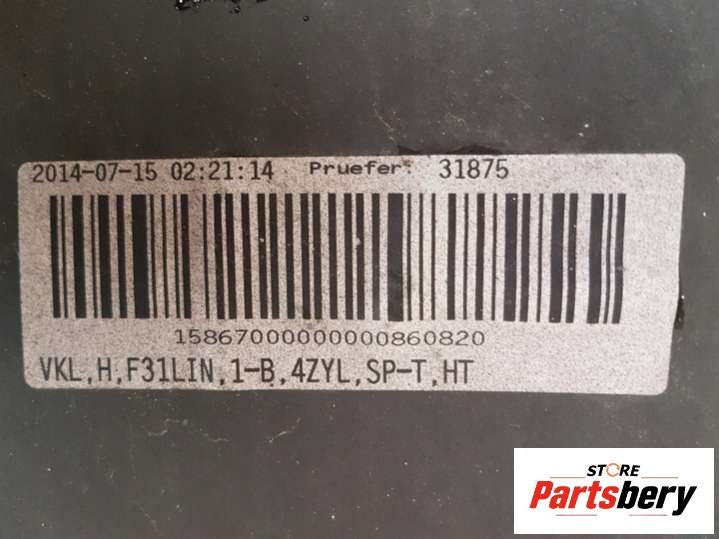 2014-07-15 02:21:14 Pruefer: 31875
15867000000000860820
VKL,H,F31LIN,1-B,4ZYL,SP-T,HT
STORE
Partsbery